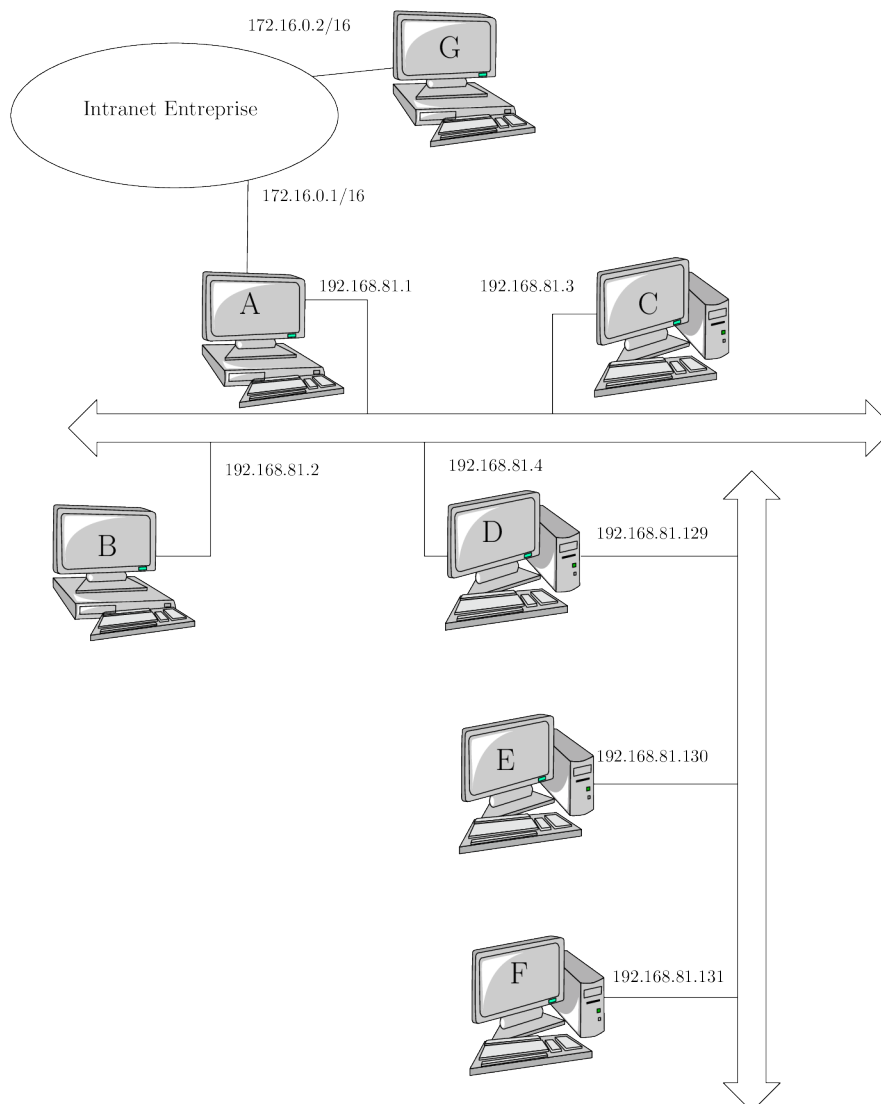 172.16.0.2/16
G
Intranet Entreprise
172.16.0.1/16
A
192.168.81.1
192.168.81.3
C
192.168.81.2
192.168.81.4
B
D
192.168.81.129
E
192.168.81.130
F
192.168.81.131